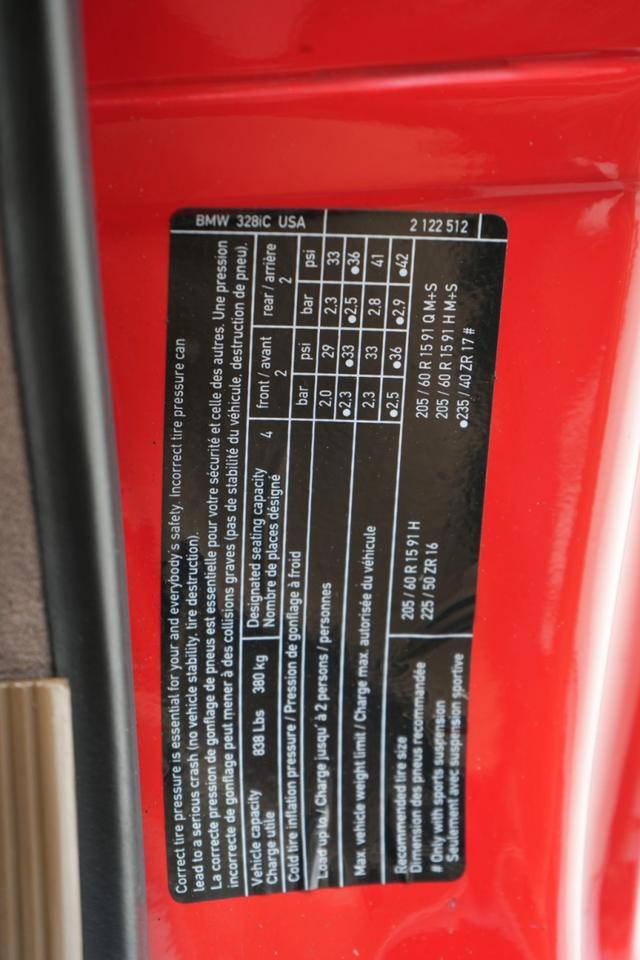 Correct tire pressure is essential for your and everybody's safety. Incorrect tire pressure can
lead to a serious crash (no vehicle stability, tire destruction).
La correcte pression de gonflage de pneus est essentielle pour votre sécurité et celle des autres. Une pression
incorrecte de gonflage peut mener à des collisions graves (pas de stabilité du véhicule, destruction de pneu).
BMW 328iC USA
Vehicle capacity 838 Lbs 380 kg Designated seating capacity 4 front / avant rear / arrière
Charge utile Nombre de places désigné 2 2
Cold tire inflation pressure / Pression de gonflage à froid bar psi bar psi
Load up to / Charge jusqu' à 2 persons / personnes 2.0 29 2.3 33
●2.3 ●33 ●2.5 ●36
Max. vehicle weight limit / Charge max. autorisée du véhicule 2.3 33 2.8 41
●2.5 ●36 ●2.9 ●42
Recommended tire size 205 / 60 R 15 91 H 205 / 60 R 15 91 Q M+S
Dimension des pneus recommandée 225 / 50 ZR 16 205 / 60 R 15 91 H M+S
# Only with sports suspension ●235 / 40 ZR 17 #
Seulement avec suspension sportive
2 122 512